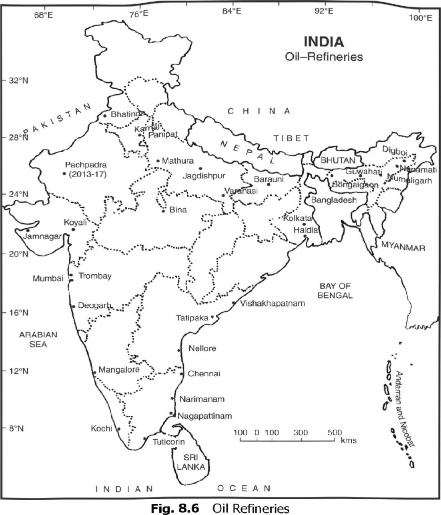 68°E
76°E
84°E
92°E
100°E
INDIA
Oil–Refineries
32°N
28°N
24°N
20°N
16°N
12°N
8°N
PAKISTAN
CHINA
TIBET
NEPAL
BHUTAN
Bhatinda
Karnal
Panipat
Digboi
Mathura
Jagdishpur
Pachpadra
(2013-17)
Barauni
Guwahati
Numaligarh
Bongaigaon
Varanasi
Bangladesh
Bina
Kolkata
Haldia
Koyali
Jamnagar
MYANMAR
Mumbai
Trombay
BAY OF
BENGAL
Deogarh
Vishakhapatnam
Tatipaka
ARABIAN
SEA
Nellore
Mangalore
Chennai
Narimanam
Nagapattinam
Andaman and Nicobar
Kochi
Tuticorin
100 0 100 300 500
kms
SRI
LANKA
INDIAN OCEAN
Fig. 8.6 Oil Refineries